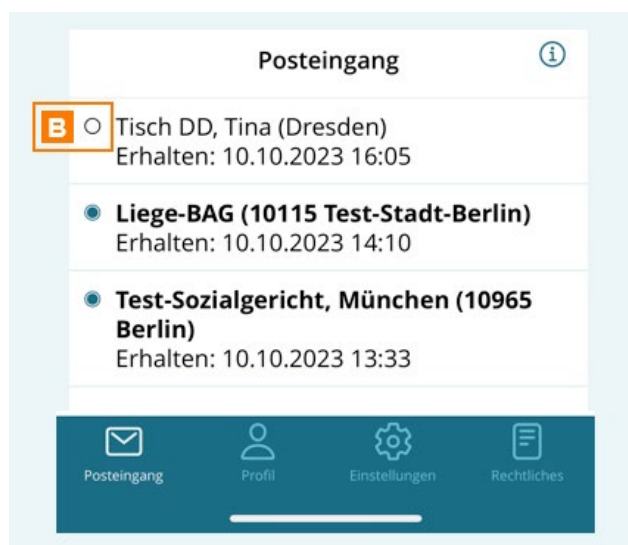 Posteingang
B
Tisch DD, Tina (Dresden)
Erhalten: 10.10.2023 16:05
Liege-BAG (10115 Test-Stadt-Berlin)
Erhalten: 10.10.2023 14:10
Test-Sozialgericht, München (10965
Berlin)
Erhalten: 10.10.2023 13:33
Posteingang Profil Einstellungen Rechtliches